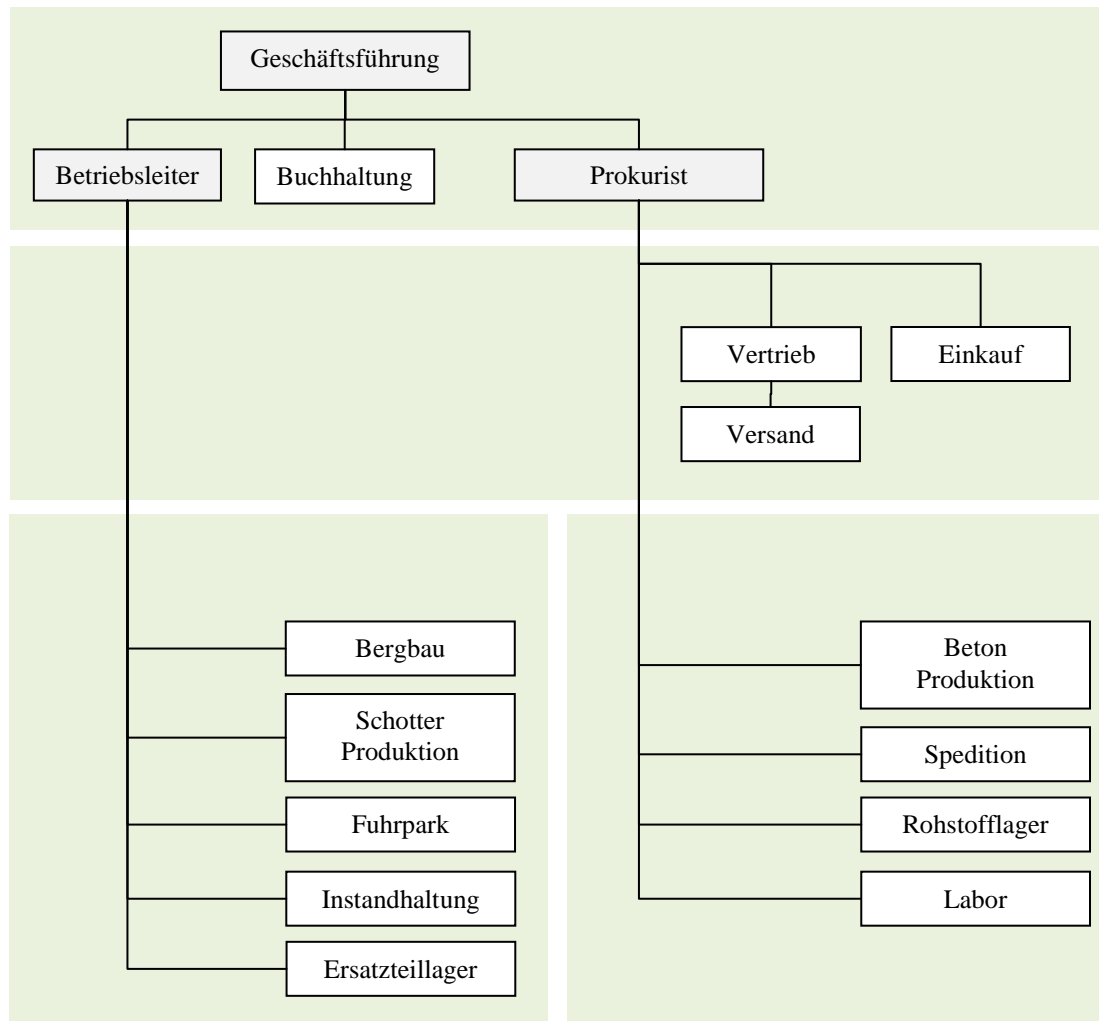 Geschäftsführung
Betriebsleiter
Buchhaltung
Prokurist
Vertrieb
Einkauf
Versand
Bergbau
Schotter
Produktion
Fuhrpark
Instandhaltung
Ersatzteillager
Beton
Produktion
Spedition
Rohstofflager
Labor